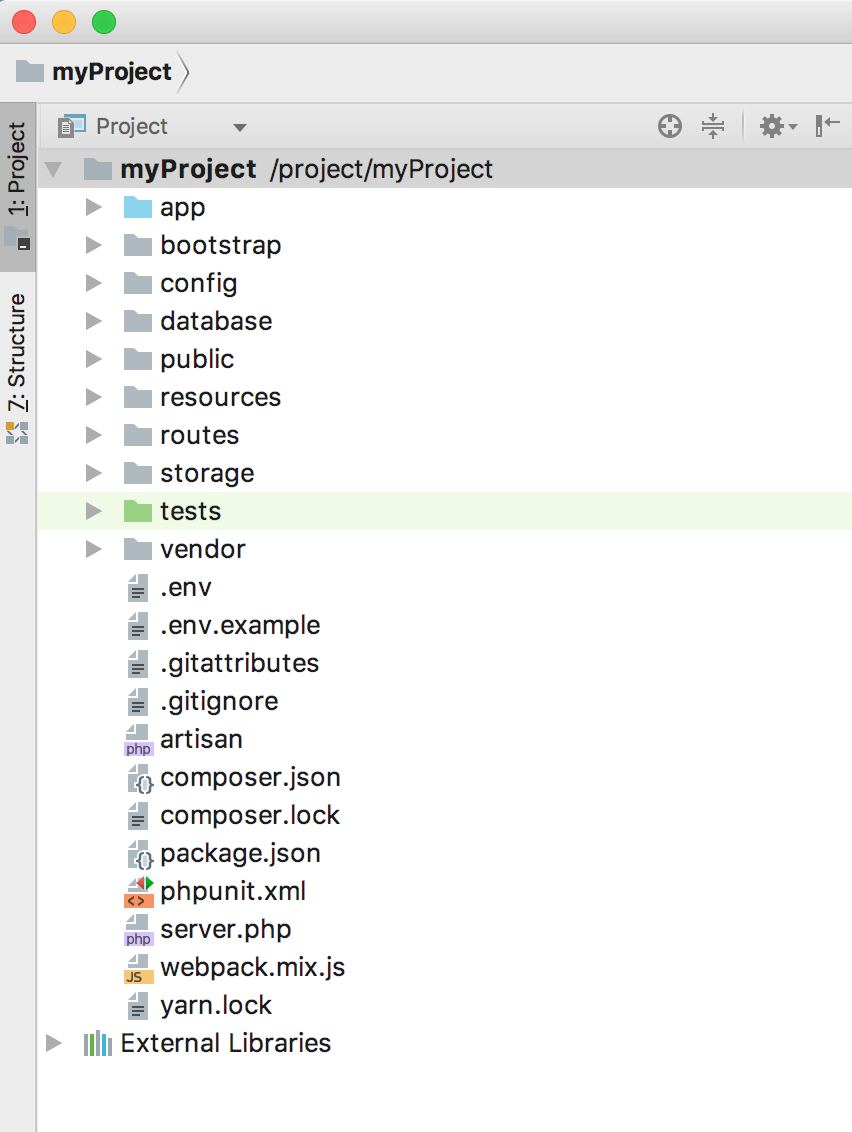 myProject
1: Project
7: Structure
Project
myProject /project/myProject
app
bootstrap
config
database
public
resources
routes
storage
tests
vendor
.env
.env.example
.gitattributes
.gitignore
php artisan
{} composer.json
composer.lock
{} package.json
<> phpunit.xml
php server.php
JS webpack.mix.js
yarn.lock
External Libraries